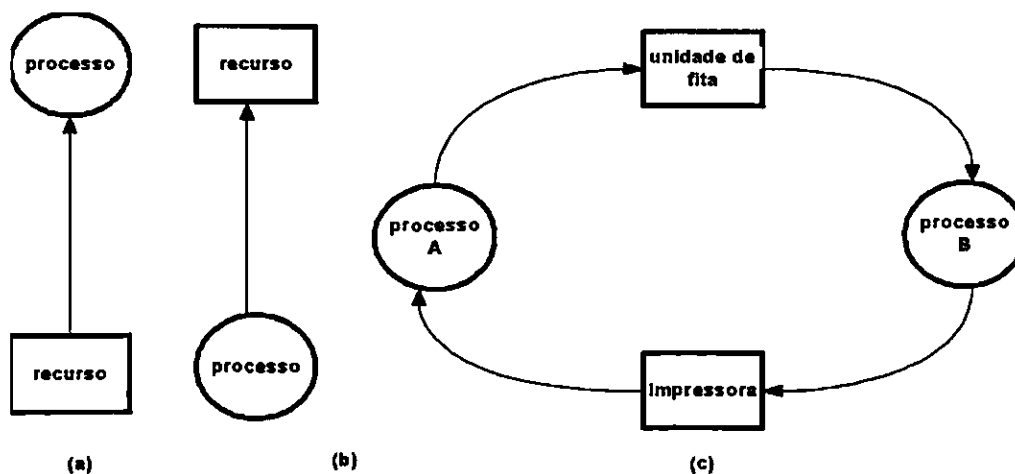 processo
recurso
(a)
recurso
processo
(b)
unidade de
fita
processo
A
processo
B
Impressora
(c)